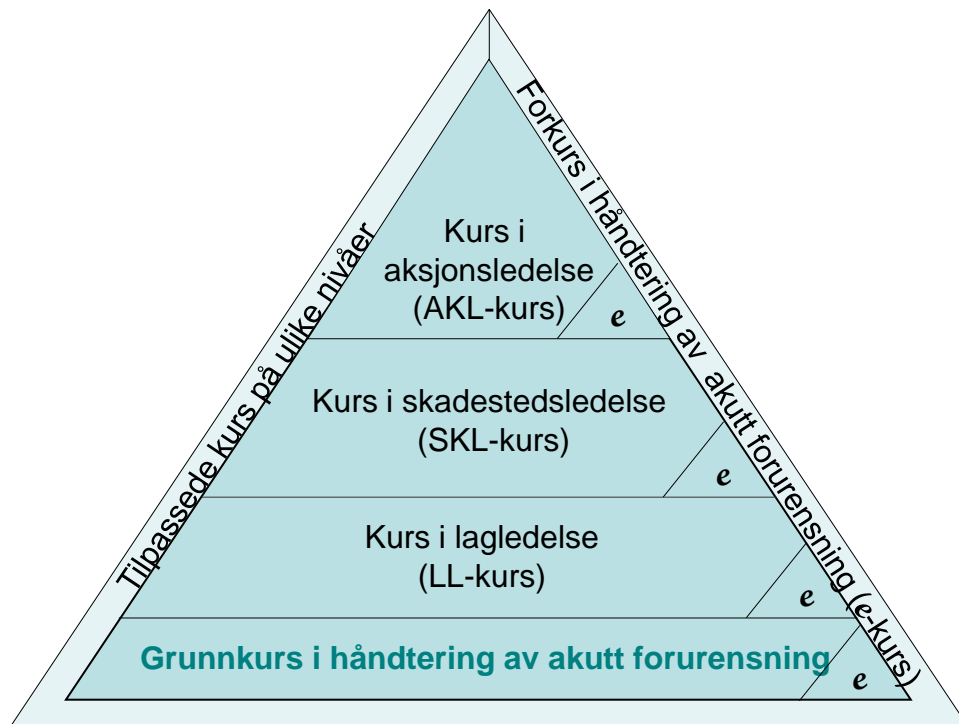 Tilpassede kurs på ulike nivåer
Forkurs i håndtering av akutt forurensning (e-kurs)
Kurs i
aksjonsledelse
(AKL-kurs)
e
Kurs i skadestedsledelse
(SKL-kurs)
e
Kurs i lagledelse
(LL-kurs)
e
Grunnkurs i håndtering av akutt forurensning
e